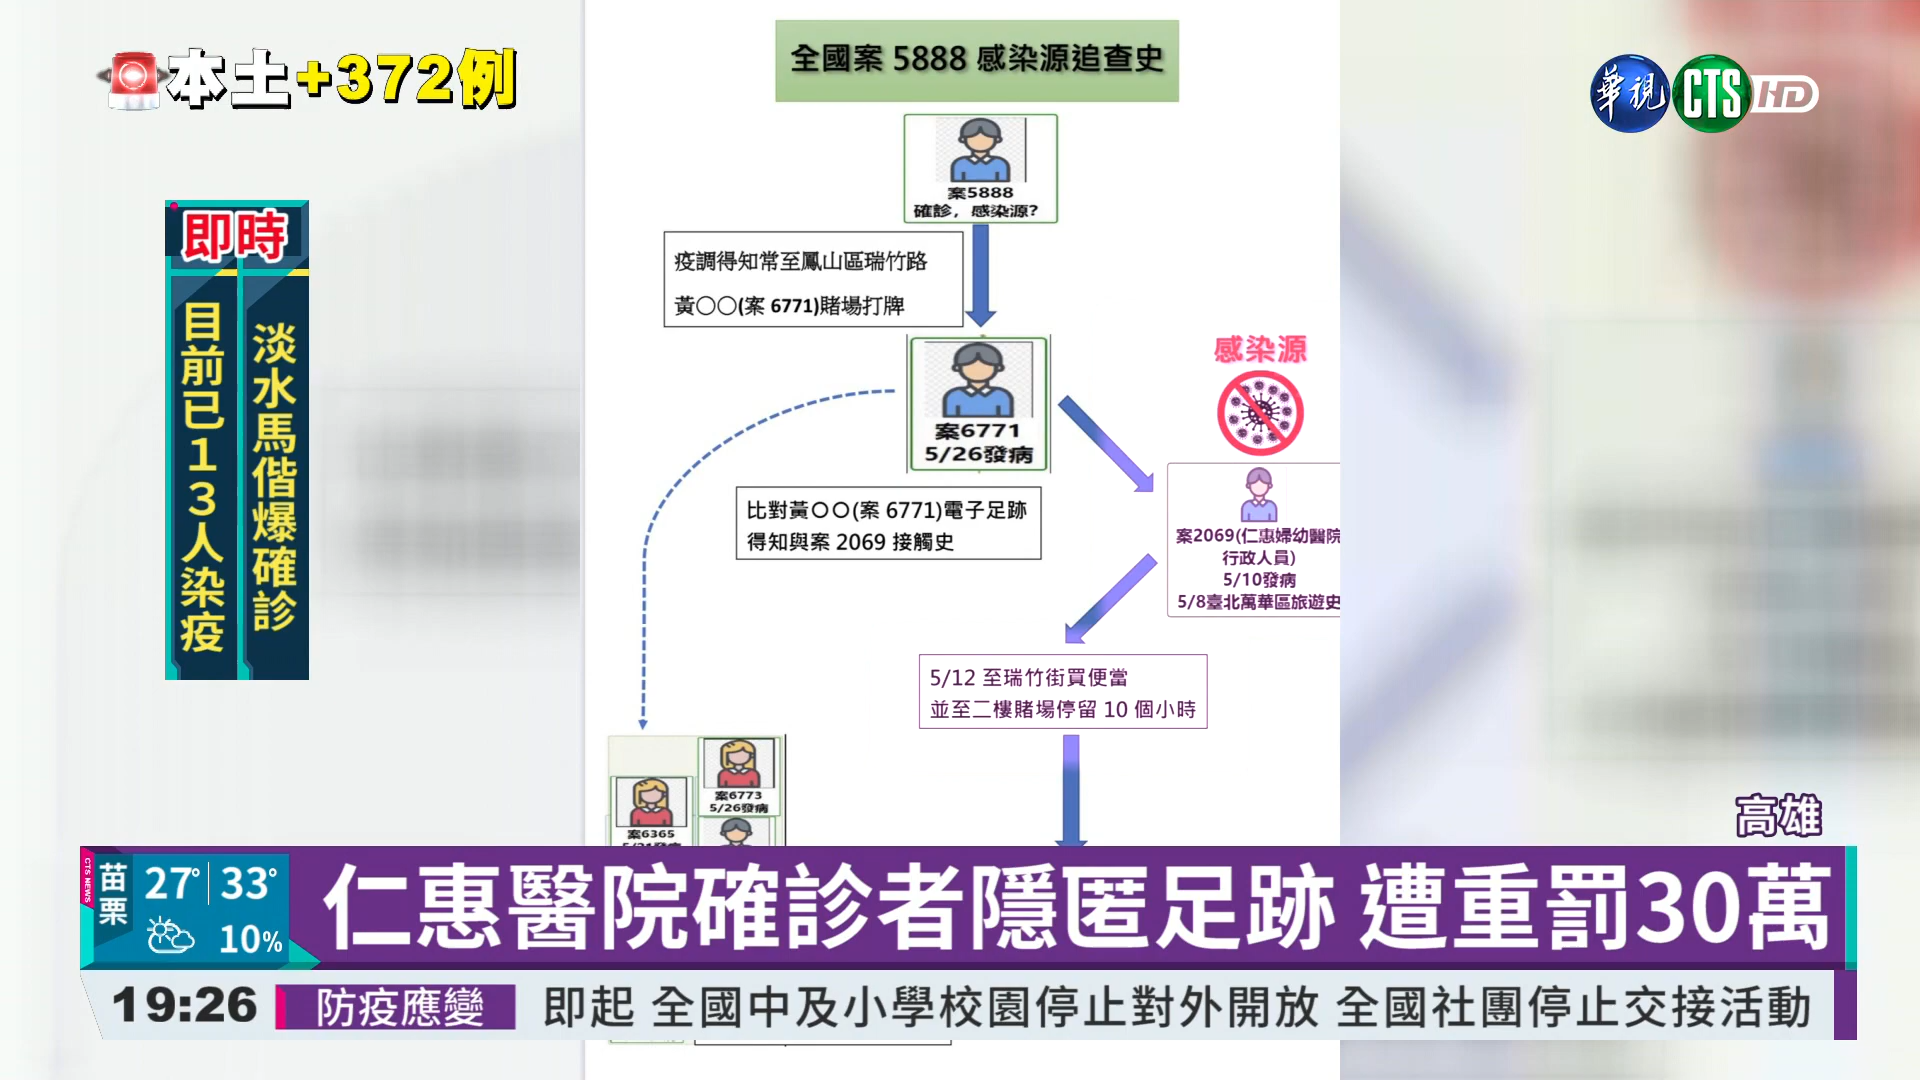 本土+372例
華視 CTS HD
即時
淡水馬偕爆確診
目前已13人染疫
全國案 5888 感染源追查史
案5888
確診，感染源?
疫調得知常至鳳山區瑞竹路
黃〇〇(案 6771)賭場打牌
案6771
5/26發病
感染源
比對黃〇〇(案 6771)電子足跡
得知與案 2069 接觸史
案2069(仁惠婦幼醫院
行政人員)
5/10發病
5/8臺北萬華區旅遊史
5/12 至瑞竹街買便當
並至二樓賭場停留 10 個小時
案6773
5/26發病
案6365
高雄
CTS NEWS
苗栗
27° 33°
10%
仁惠醫院確診者隱匿足跡 遭重罰30萬
19:26
防疫應變
即起 全國中及小學校園停止對外開放 全國社團停止交接活動